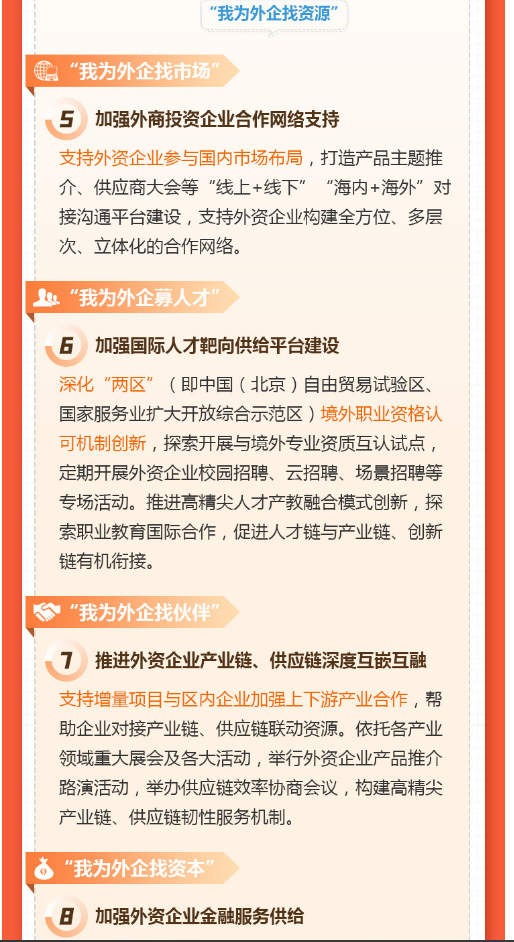 “我为外企找资源”
“我为外企找市场”
5 加强外商投资企业合作网络支持
支持外资企业参与国内市场布局，打造产品主题推
介、供应商大会等“线上+线下”“海内+海外”对
接沟通平台建设，支持外资企业构建全方位、多层
次、立体化的合作网络。
“我为外企募人才”
6 加强国际人才靶向供给平台建设
深化“两区”（即中国（北京）自由贸易试验区、
国家服务业扩大开放综合示范区）境外职业资格认
可机制创新，探索开展与境外专业资质互认试点，
定期开展外资企业校园招聘、云招聘、场景招聘等
专场活动。推进高精尖人才产教融合模式创新，探
索职业教育国际合作，促进人才链与产业链、创新
链有机衔接。
“我为外企找伙伴”
7 推进外资企业产业链、供应链深度互嵌互融
支持增量项目与区内企业加强上下游产业合作，帮
助企业对接产业链、供应链联动资源。依托各产业
领域重大展会及各大活动，举行外资企业产品推介
路演活动，举办供应链效率协商会议，构建高精尖
产业链、供应链韧性服务机制。
“我为外企找资本”
8 加强外资企业金融服务供给